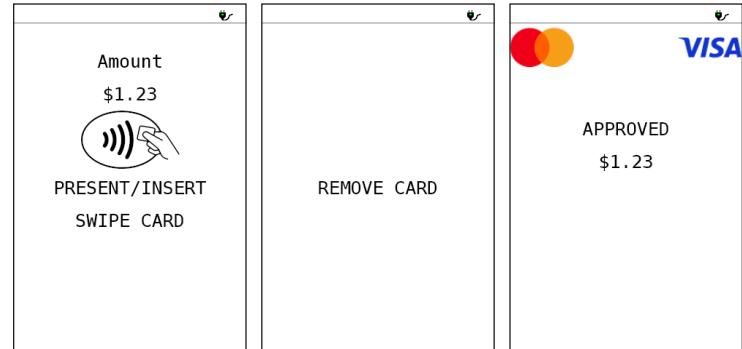 Amount
$1.23
PRESENT/INSERT
SWIPE CARD
REMOVE CARD
VISA
APPROVED
$1.23